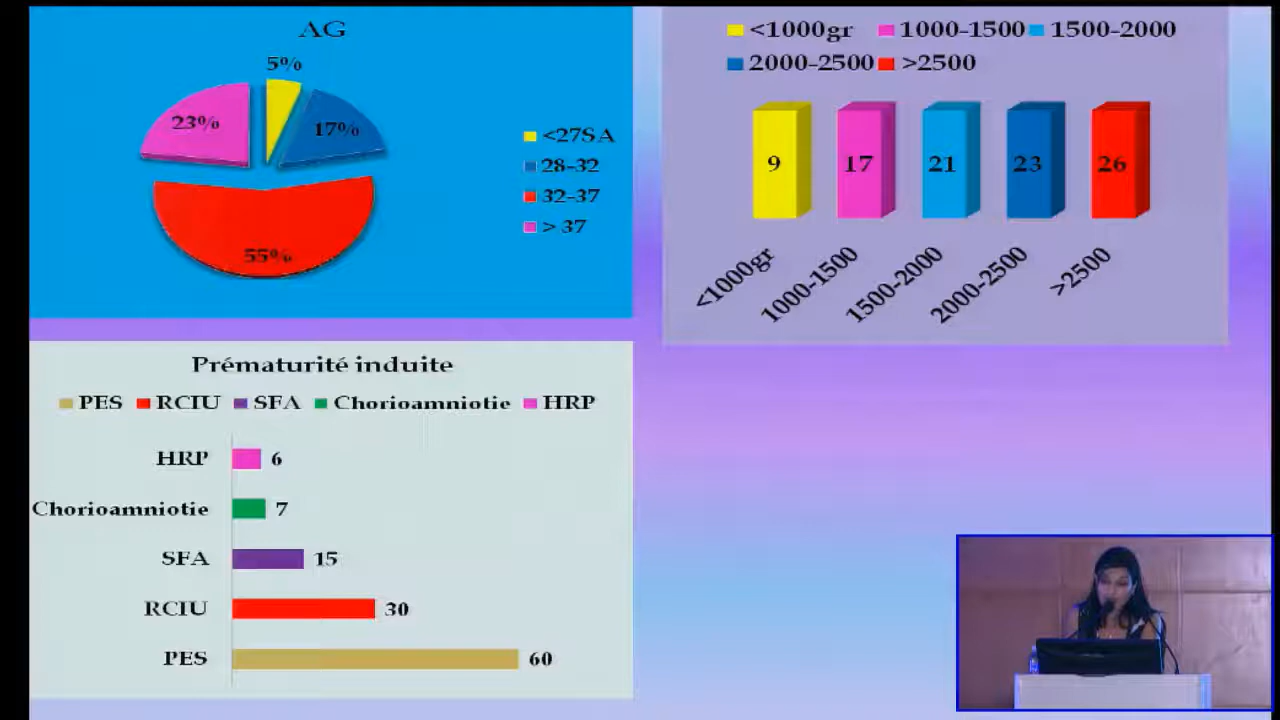 AG
5%
17%
23%
55%
<27SA
28-32
32-37
> 37
<1000gr 1000-1500 1500-2000
2000-2500 >2500
9 17 21 23 26
<1000gr 1000-1500 1500-2000 2000-2500 >2500
Prématurité induite
PES RCIU SFA Chorioamniotie HRP
HRP 6
Chorioamniotie 7
SFA 15
RCIU 30
PES 60